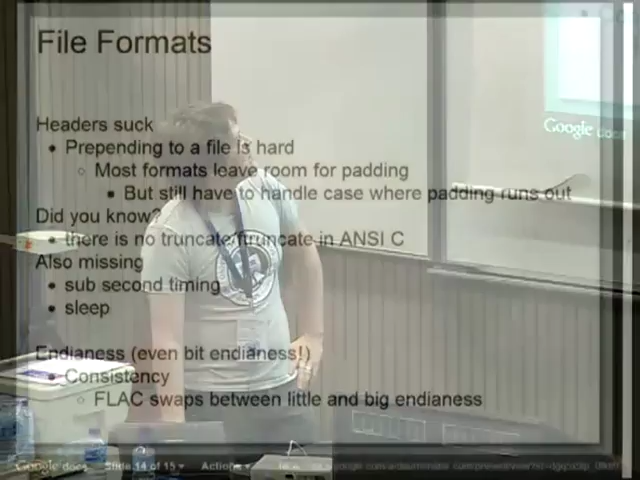 File Formats
Headers suck
Prepending to a file is hard
Most formats leave room for padding
But still have to handle case where padding runs out
Did you know?
there is no truncate/ftruncate in ANSI C
Also missing
sub second timing
sleep
Endianess (even bit endianess!)
Consistency
FLAC swaps between little and big endianess
Google docs
Google docs Slide 14 of 15 Actions